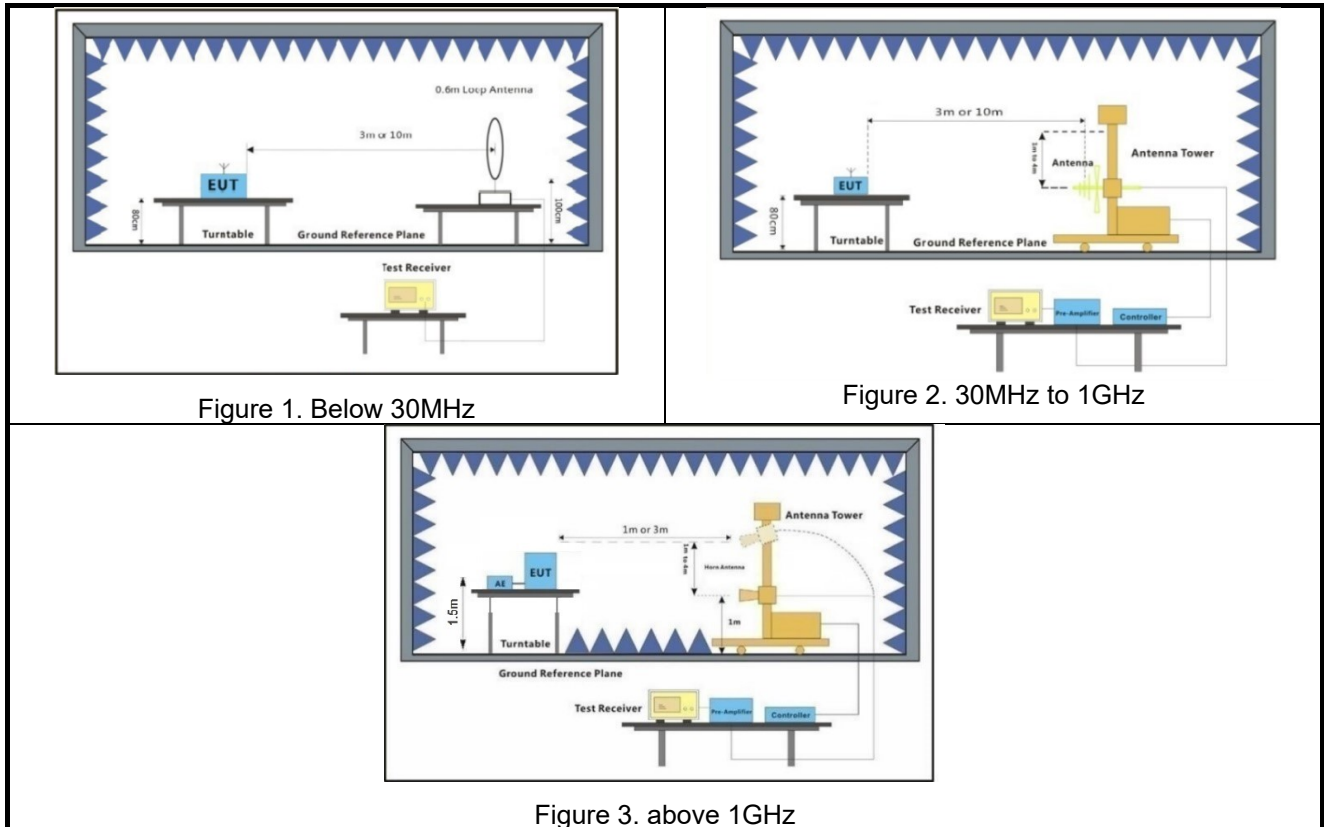 0.6m Loop Antenna
3m or 10m
EUT
80cm
100cm
Turntable
Ground Reference Plane
Test Receiver
Figure 1. Below 30MHz
3m or 10m
1m to 4m
Antenna
Antenna Tower
EUT
80cm
Turntable
Ground Reference Plane
Test Receiver
Pre-Amplifier
Controller
Figure 2. 30MHz to 1GHz
1m or 3m
Antenna Tower
1m to 4m
Horn Antenna
AE
EUT
1.5m
1m
Turntable
Ground Reference Plane
Test Receiver
Pre-Amplifier
Controller
Figure 3. above 1GHz